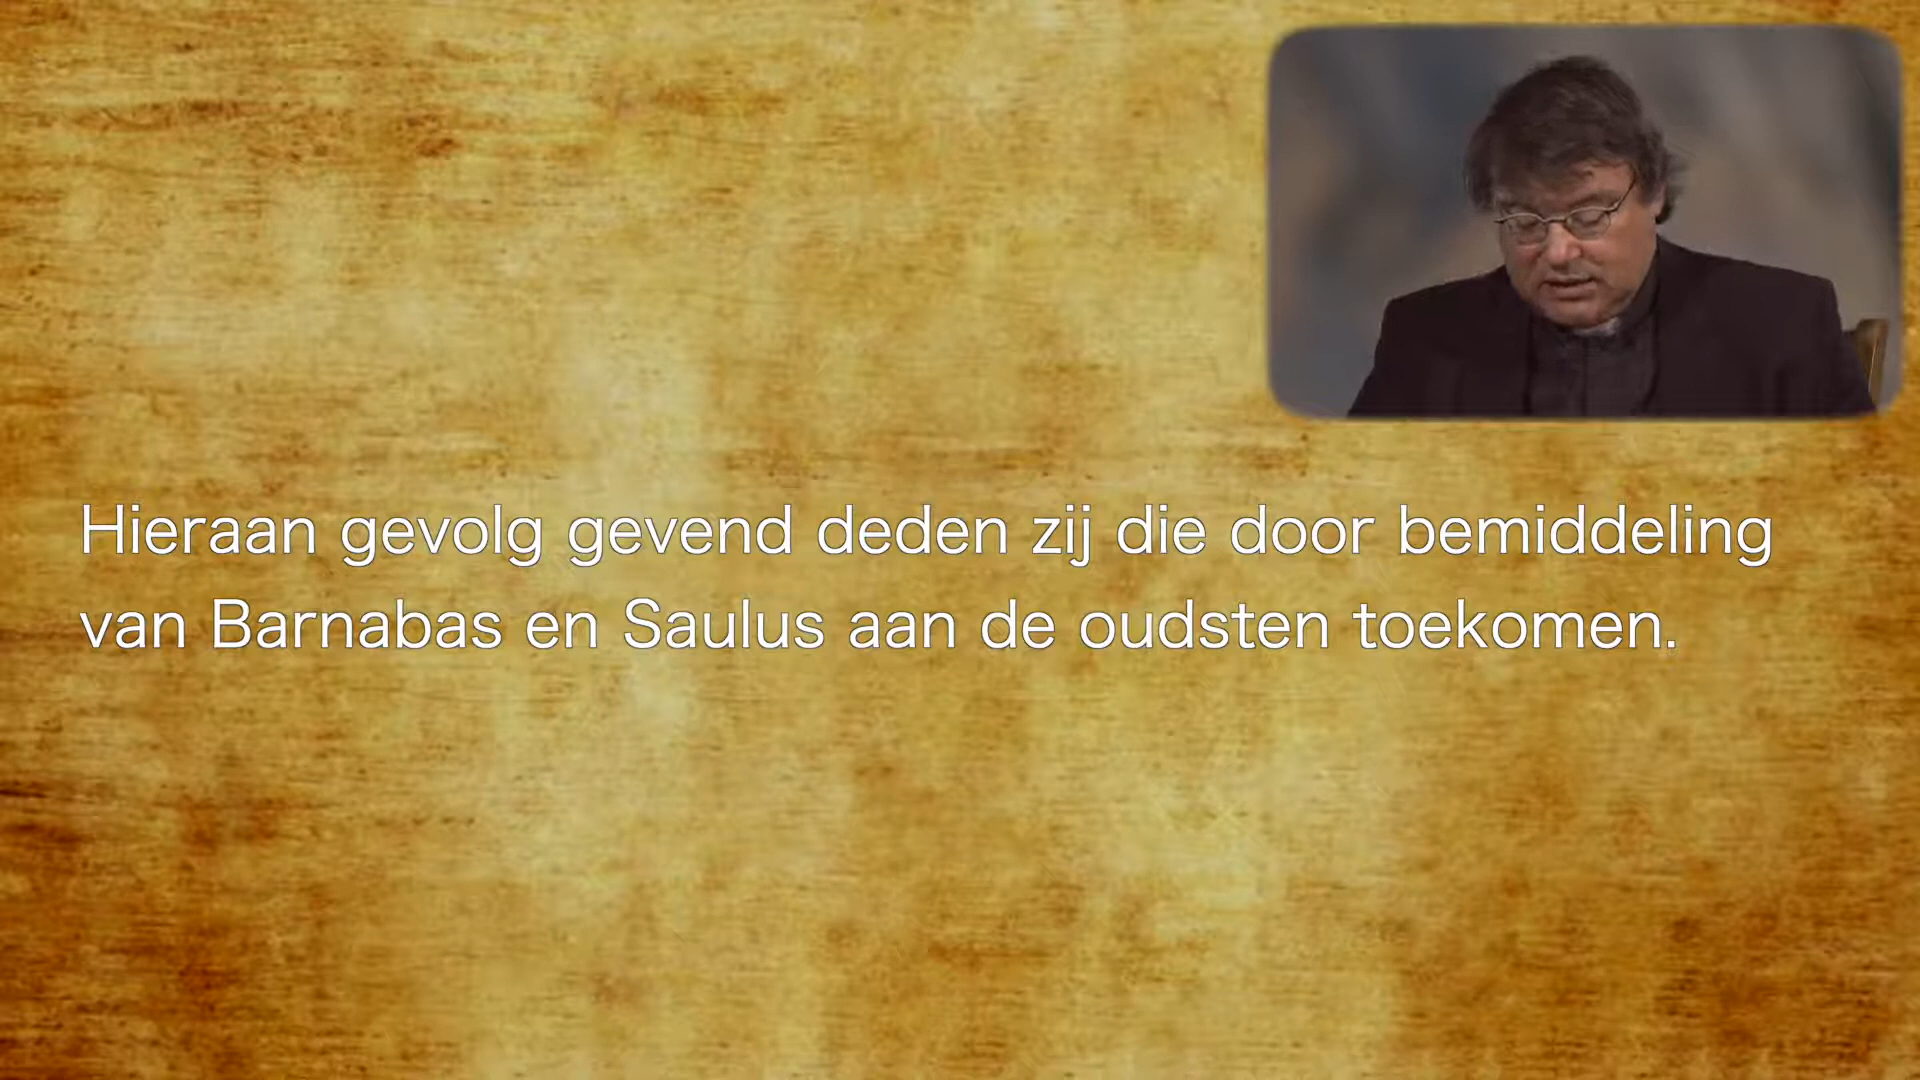 Hieraan gevolg gevend deden zij die door bemiddeling
van Barnabas en Saulus aan de oudsten toekomen.